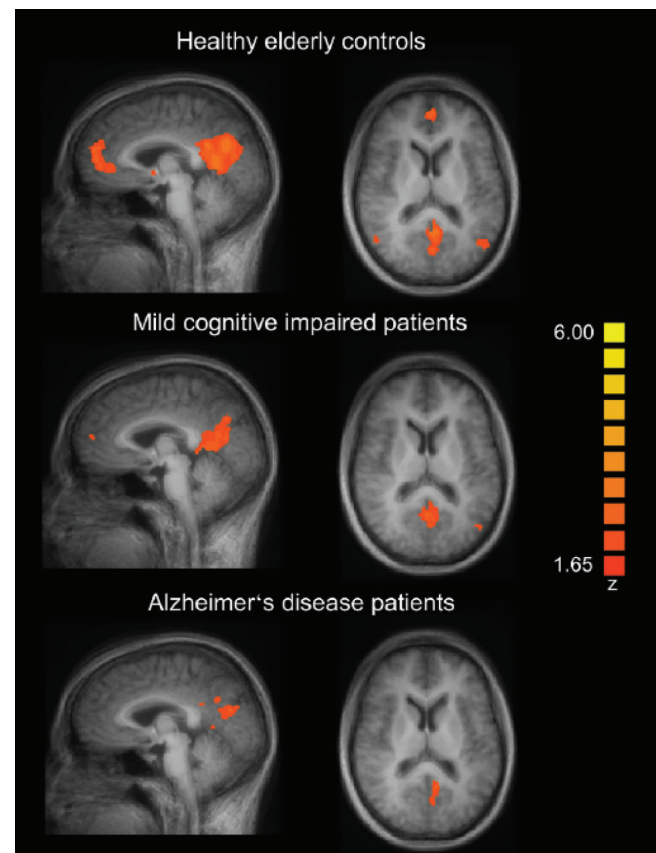 Healthy elderly controls
Mild cognitive impaired patients
6.00
1.65
z
Alzheimer‘s disease patients